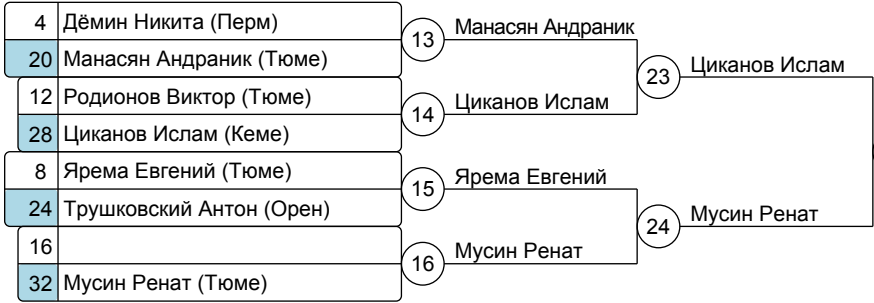 4 Дёмин Никита (Перм)
20 Манасян Андраник (Тюме)
13 Манасян Андраник
12 Родионов Виктор (Тюме)
28 Циканов Ислам (Кеме)
14 Циканов Ислам
23 Циканов Ислам
8 Ярема Евгений (Тюме)
24 Трушковский Антон (Орен)
15 Ярема Евгений
16
32 Мусин Ренат (Тюме)
16 Мусин Ренат
24 Мусин Ренат